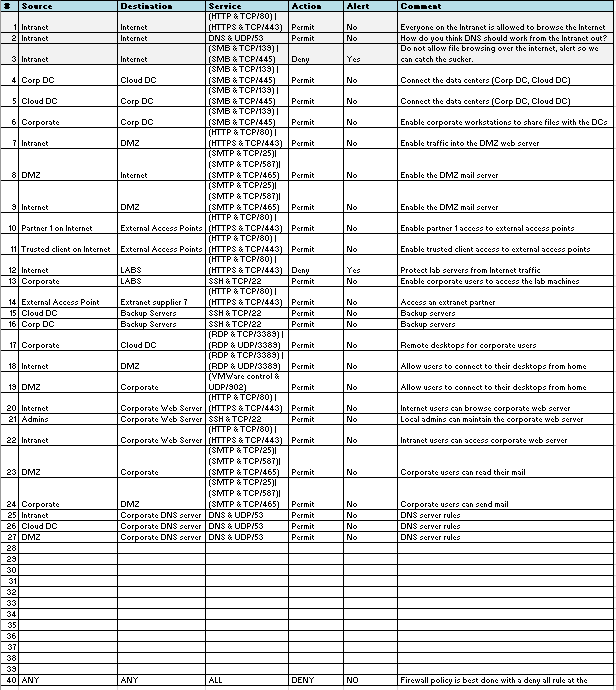 # Source Destination Service Action Alert Comment
(HTTP & TCP/80) |
1 Intranet Internet (HTTPS & TCP/443) Permit No Everyone on the Intranet is allowed to browse the Internet
2 Intranet Internet DNS & UDP/53 Permit No How do you think DNS should work from the Intranet out?
(SMB & TCP/139) | Do not allow file browsing over the internet, alert so we
3 Intranet Internet (SMB & TCP/445) Deny Yes can catch the sucker.
(SMB & TCP/139) |
4 Corp DC Cloud DC (SMB & TCP/445) Permit No Connect the data centers (Corp DC, Cloud DC)
(SMB & TCP/139) |
5 Cloud DC Corp DC (SMB & TCP/445) Permit No Connect the data centers (Corp DC, Cloud DC)
(SMB & TCP/139) |
6 Corporate Corp DC (SMB & TCP/445) Permit No Enable corporate workstations to share files with the DCs
(HTTP & TCP/80) |
7 Intranet DMZ (HTTPS & TCP/443) Permit No Enable traffic into the DMZ web server
(SMTP & TCP/25)|
(SMTP & TCP/587)|
8 DMZ Internet (SMTP & TCP/465) Permit No Enable the DMZ mail server
(SMTP & TCP/25)|
(SMTP & TCP/587)|
9 Internet DMZ (SMTP & TCP/465) Permit No Enable the DMZ mail server
(HTTP & TCP/80) |
10 Partner 1 on Internet External Access Points (HTTPS & TCP/443) Permit No Enable partner 1 access to external access points
(HTTP & TCP/80) |
11 Trusted client on Internet External Access Points (HTTPS & TCP/443) Permit No Enable trusted client access to external access points
(HTTP & TCP/80) |
12 Internet LABS (HTTPS & TCP/443) Deny Yes Protect lab servers from Internet traffic
13 Corporate LABS SSH & TCP/22 Permit No Enable corporate users to access the lab machines
(HTTP & TCP/80) |
14 External Access Point Extranet supplier 7 (HTTPS & TCP/443) Permit No Access an extranet partner
15 Cloud DC Backup Servers SSH & TCP/22 Permit No Backup servers
16 Corp DC Backup Servers SSH & TCP/22 Permit No Backup servers
(RDP & TCP/3389) |
17 Corporate Cloud DC (RDP & UDP/3389) Permit No Remote desktops for corporate users
(RDP & TCP/3389) |
18 Internet DMZ (RDP & UDP/3389) Permit No Allow users to connect to their desktops from home
(VMWare control &
19 DMZ Corporate UDP/902) Permit No Allow users to connect to their desktops from home
(HTTP & TCP/80) |
20 Internet Corporate Web Server (HTTPS & TCP/443) Permit No Internet users can browse corporate web server
21 Admins Corporate Web Server SSH & TCP/22 Permit No Local admins can maintain the corporate web server
(HTTP & TCP/80) |
22 Intranet Corporate Web Server (HTTPS & TCP/443) Permit No Intranet users can access corporate web server
(SMTP & TCP/25)|
(SMTP & TCP/587)|
23 DMZ Corporate (SMTP & TCP/465) Permit No Corporate users can read their mail
(SMTP & TCP/25)|
(SMTP & TCP/587)|
24 Corporate DMZ (SMTP & TCP/465) Permit No Corporate users can send mail
25 Intranet Corporate DNS server DNS & UDP/53 Permit No DNS server rules
26 Cloud DC Corporate DNS server DNS & UDP/53 Permit No DNS server rules
27 DMZ Corporate DNS server DNS & UDP/53 Permit No DNS server rules
28
29
30
31
32
33
34
35
36
37
38
39
40 ANY ANY ALL DENY NO Firewall policy is best done with a deny all rule at the